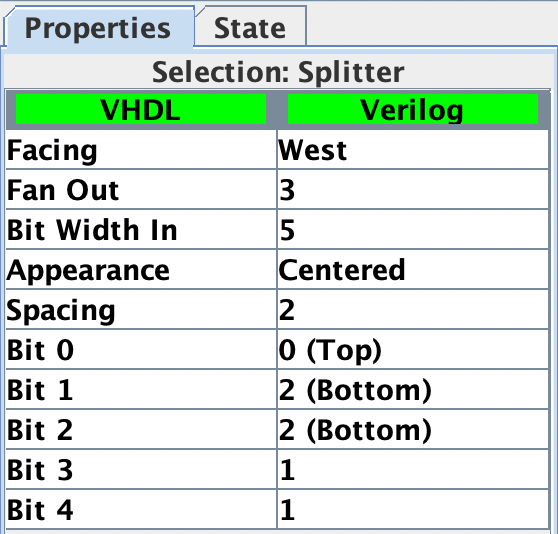 Properties State
Selection: Splitter
VHDL Verilog
Facing West
Fan Out 3
Bit Width In 5
Appearance Centered
Spacing 2
Bit 0 0 (Top)
Bit 1 2 (Bottom)
Bit 2 2 (Bottom)
Bit 3 1
Bit 4 1